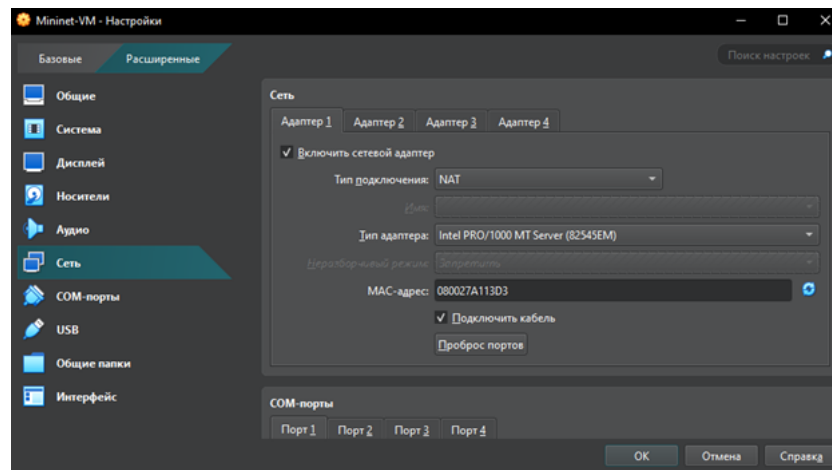 Mininet-VM - Настройки
Базовые
Расширенные
Поиск настроек
Общие
Система
Дисплей
Носители
Аудио
Сеть
COM-порты
USB
Общие папки
Интерфейс
Сеть
Адаптер 1
Адаптер 2
Адаптер 3
Адаптер 4
Включить сетевой адаптер
Тип подключения: NAT
Имя:
Тип адаптера: Intel PRO/1000 MT Server (82545EM)
Неразборчивый режим: Запретить
MAC-адрес: 080027A113D3
Подключить кабель
Проброс портов
COM-порты
Порт 1
Порт 2
Порт 3
Порт 4
OK
Отмена
Справка